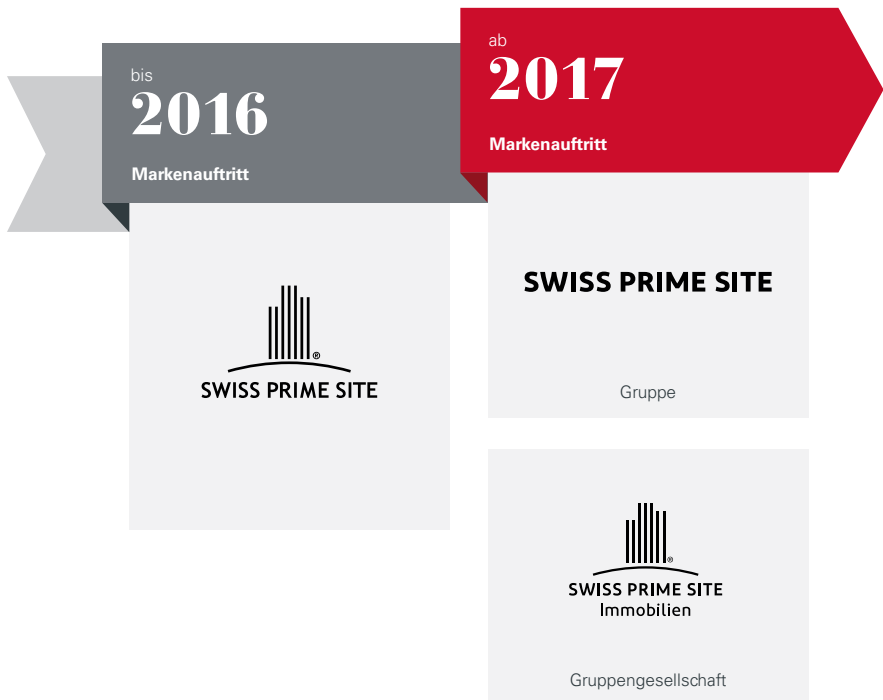 bis
2016
Markenauftritt
SWISS PRIME SITE
®
ab
2017
Markenauftritt
SWISS PRIME SITE
Gruppe
®
SWISS PRIME SITE
Immobilien
Gruppengesellschaft